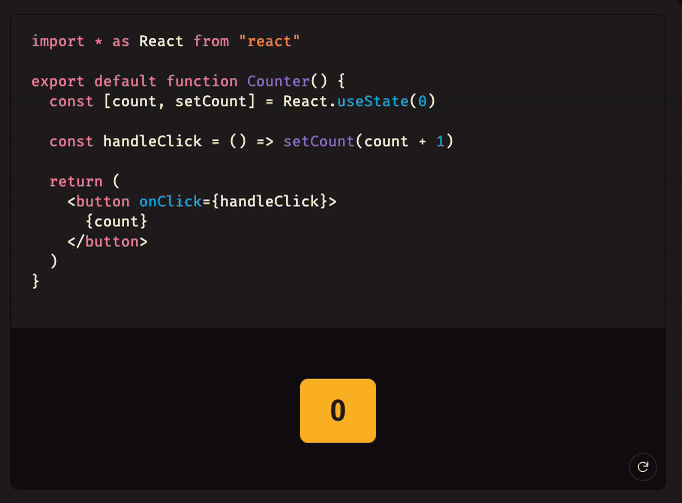 import * as React from "react"
export default function Counter() {
  const [count, setCount] = React.useState(0)
  const handleClick = () => setCount(count + 1)
  return (
    <button onClick={handleClick}>
      {count}
    </button>
  )
}
0